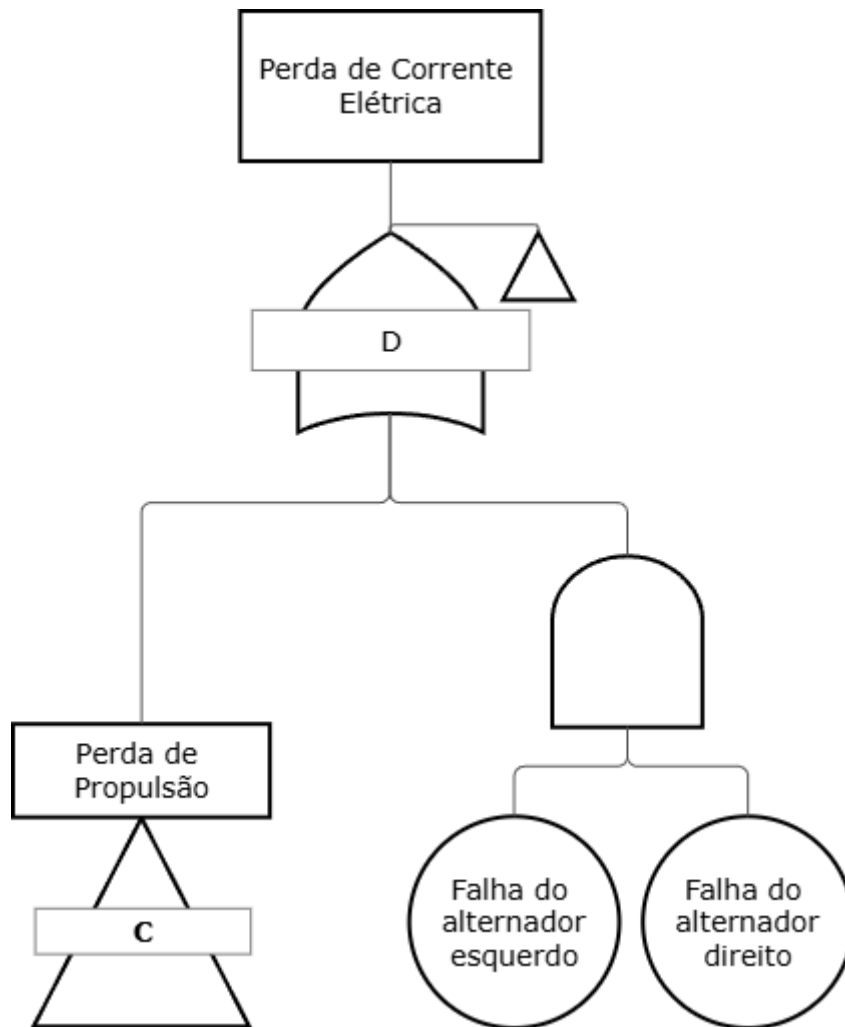 Perda de Corrente
Elétrica
D
Perda de
Propulsão
C
Falha do
alternador
esquerdo
Falha do
alternador
direito